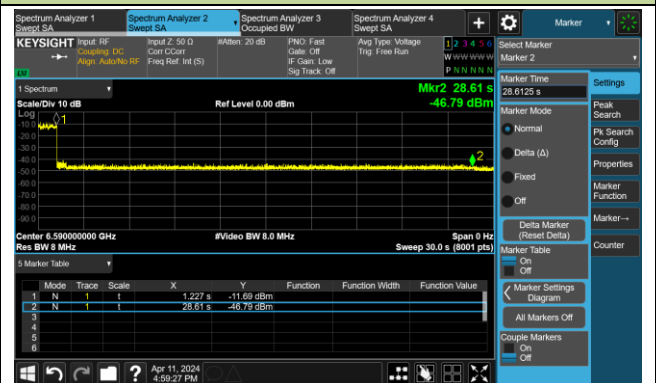 Spectrum Analyzer 1
Swept SA
Spectrum Analyzer 2
Swept SA
Spectrum Analyzer 3
Occupied BW
Spectrum Analyzer 4
Swept SA
+
Marker
KEYSIGHT
Input: RF
Coupling: DC
Align: Auto/No RF
Input Z: 50 Ω
Corr CCorr
Freq Ref: Int (S)
#Atten: 20 dB
PNO: Fast
Gate: Off
IF Gain: Low
Sig Track: Off
Avg Type: Voltage
Trig: Free Run
1 2 3 4 5 6
W W W W W W
P N N N N N
Select Marker
Marker 2
1 Spectrum
Scale/Div 10 dB
Ref Level 0.00 dBm
Mkr2 28.61 s
-46.79 dBm
Log
-10.0
-20.0
-30.0
-40.0
-50.0
-60.0
-70.0
-80.0
-90.0
1
2
Center 6.590000000 GHz
Res BW 8 MHz
#Video BW 8.0 MHz
Span 0 Hz
Sweep 30.0 s (8001 pts)
5 Marker Table
Mode Trace Scale X Y Function Function Width Function Value
1 N 1 t 1.227 s -11.69 dBm
2 N 1 t 28.61 s -46.79 dBm
3
4
5
6
Marker Time
28.6125 s
Marker Mode
Normal
Delta (Δ)
Fixed
Off
Delta Marker
(Reset Delta)
Marker Table
On
Off
Marker Settings
Diagram
All Markers Off
Couple Markers
On
Off
Settings
Peak
Search
Pk Search
Config
Properties
Marker
Function
Marker→
Counter
?
Apr 11, 2024
4:59:27 PM